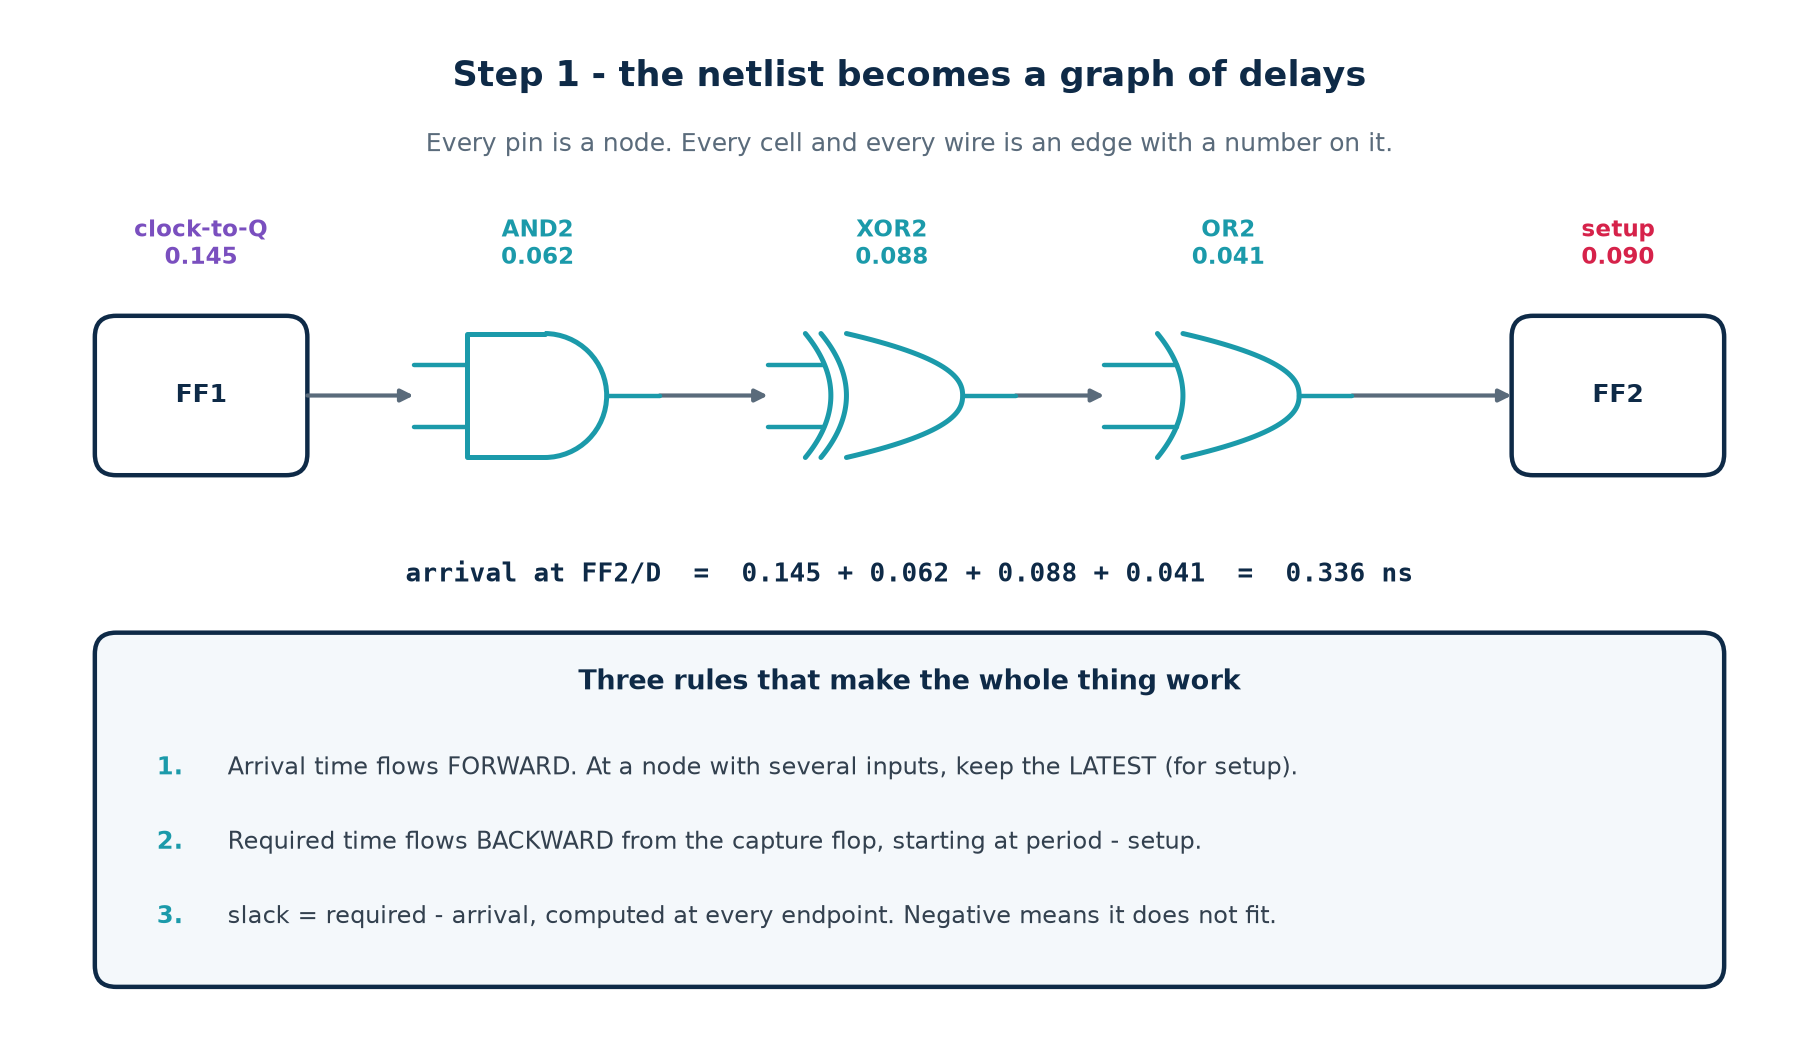 Step 1 - the netlist becomes a graph of delays
Every pin is a node. Every cell and every wire is an edge with a number on it.
clock-to-Q
0.145
AND2
0.062
XOR2
0.088
OR2
0.041
setup
0.090
FF1
FF2
arrival at FF2/D = 0.145 + 0.062 + 0.088 + 0.041 = 0.336 ns
Three rules that make the whole thing work
1. Arrival time flows FORWARD. At a node with several inputs, keep the LATEST (for setup).
2. Required time flows BACKWARD from the capture flop, starting at period - setup.
3. slack = required - arrival, computed at every endpoint. Negative means it does not fit.